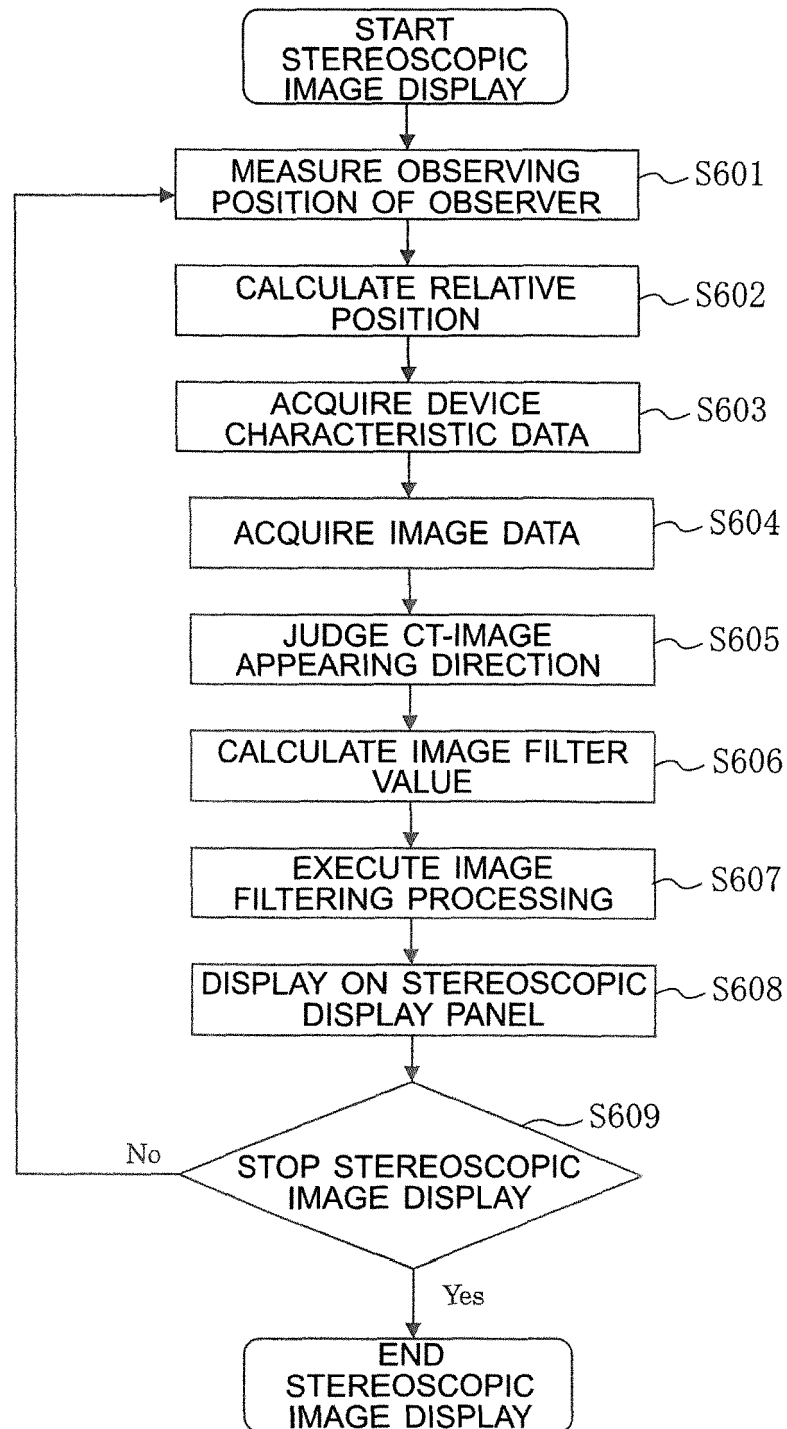 START
STEREOSCOPIC
IMAGE DISPLAY
MEASURE OBSERVING
POSITION OF OBSERVER
S601
CALCULATE RELATIVE
POSITION
S602
ACQUIRE DEVICE
CHARACTERISTIC DATA
S603
ACQUIRE IMAGE DATA
S604
JUDGE CT-IMAGE
APPEARING DIRECTION
S605
CALCULATE IMAGE FILTER
VALUE
S606
EXECUTE IMAGE
FILTERING PROCESSING
S607
DISPLAY ON STEREOSCOPIC
DISPLAY PANEL
S608
S609
No
STOP STEREOSCOPIC
IMAGE DISPLAY
Yes
END
STEREOSCOPIC
IMAGE DISPLAY